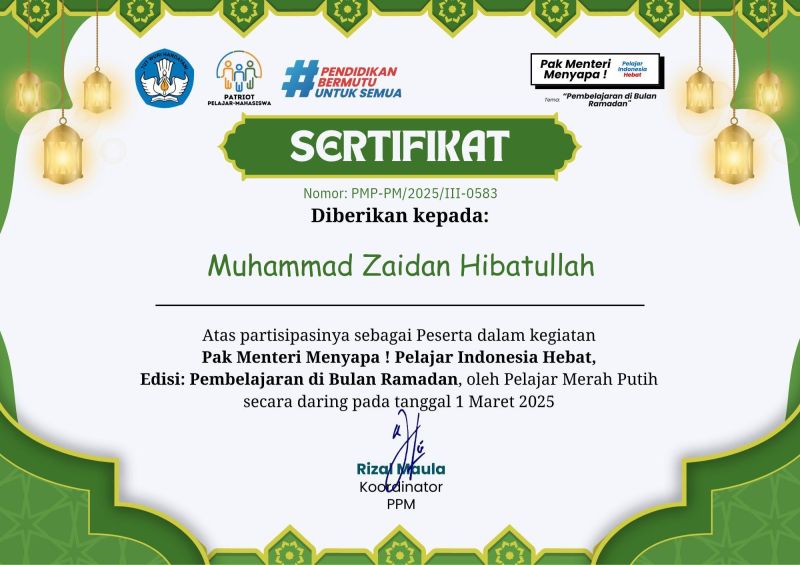 TUT WURI HANDAYANI
PATRIOT
PELAJAR-MAHASISWA
#PENDIDIKAN
BERMUTU
UNTUK SEMUA
Pak Menteri
Menyapa !
Pelajar
Indonesia
Hebat
Tema: "Pembelajaran di Bulan
Ramadan"
SERTIFIKAT
Nomor: PMP-PM/2025/III-0583
Diberikan kepada:
Muhammad Zaidan Hibatullah
Atas partisipasinya sebagai Peserta dalam kegiatan
Pak Menteri Menyapa ! Pelajar Indonesia Hebat,
Edisi: Pembelajaran di Bulan Ramadan, oleh Pelajar Merah Putih
secara daring pada tanggal 1 Maret 2025
Rizal Maula
Koordinator
PPM